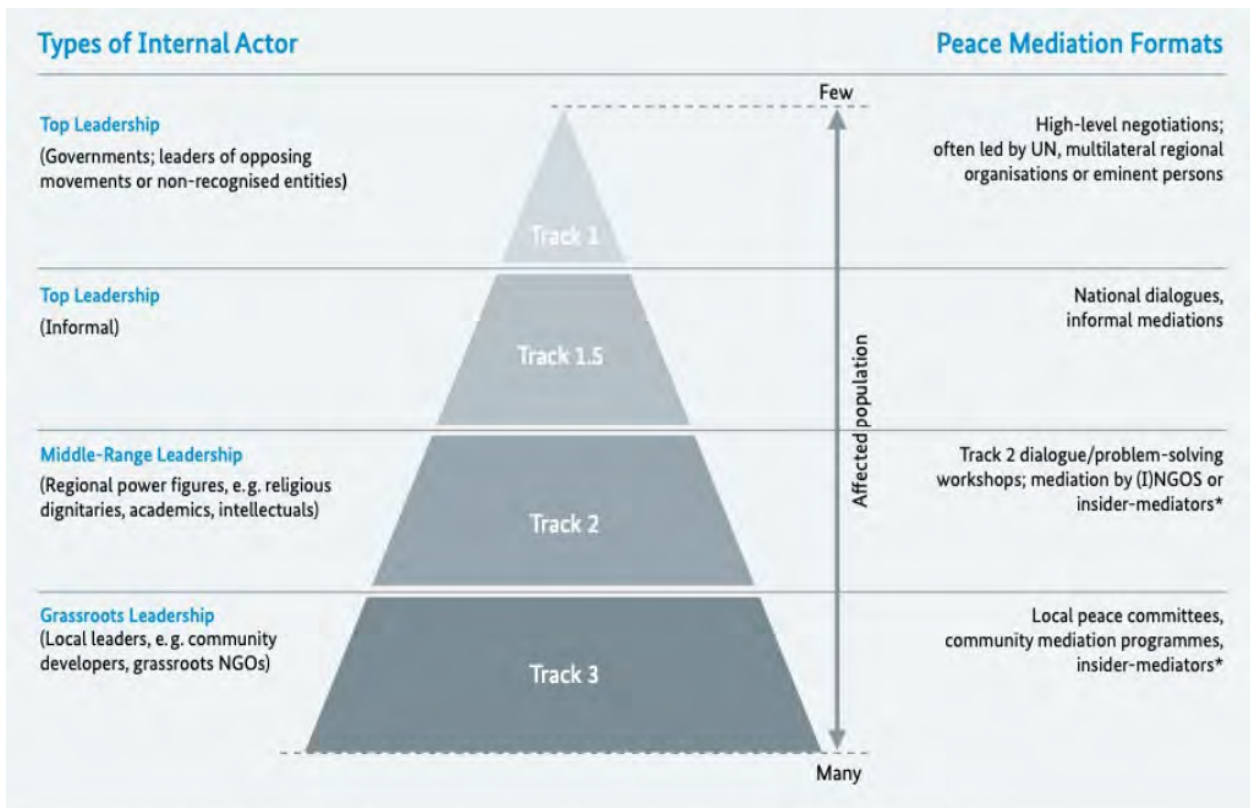 Types of Internal Actor
Peace Mediation Formats
Few
Top Leadership
(Governments; leaders of opposing
movements or non-recognised entities)
Track 1
High-level negotiations;
often led by UN, multilateral regional
organisations or eminent persons
Top Leadership
(Informal)
Track 1.5
National dialogues,
informal mediations
Affected population
Middle-Range Leadership
(Regional power figures, e. g. religious
dignitaries, academics, intellectuals)
Track 2
Track 2 dialogue/problem-solving
workshops; mediation by (I)NGOS or
insider-mediators*
Grassroots Leadership
(Local leaders, e. g. community
developers, grassroots NGOs)
Track 3
Local peace committees,
community mediation programmes,
insider-mediators*
Many